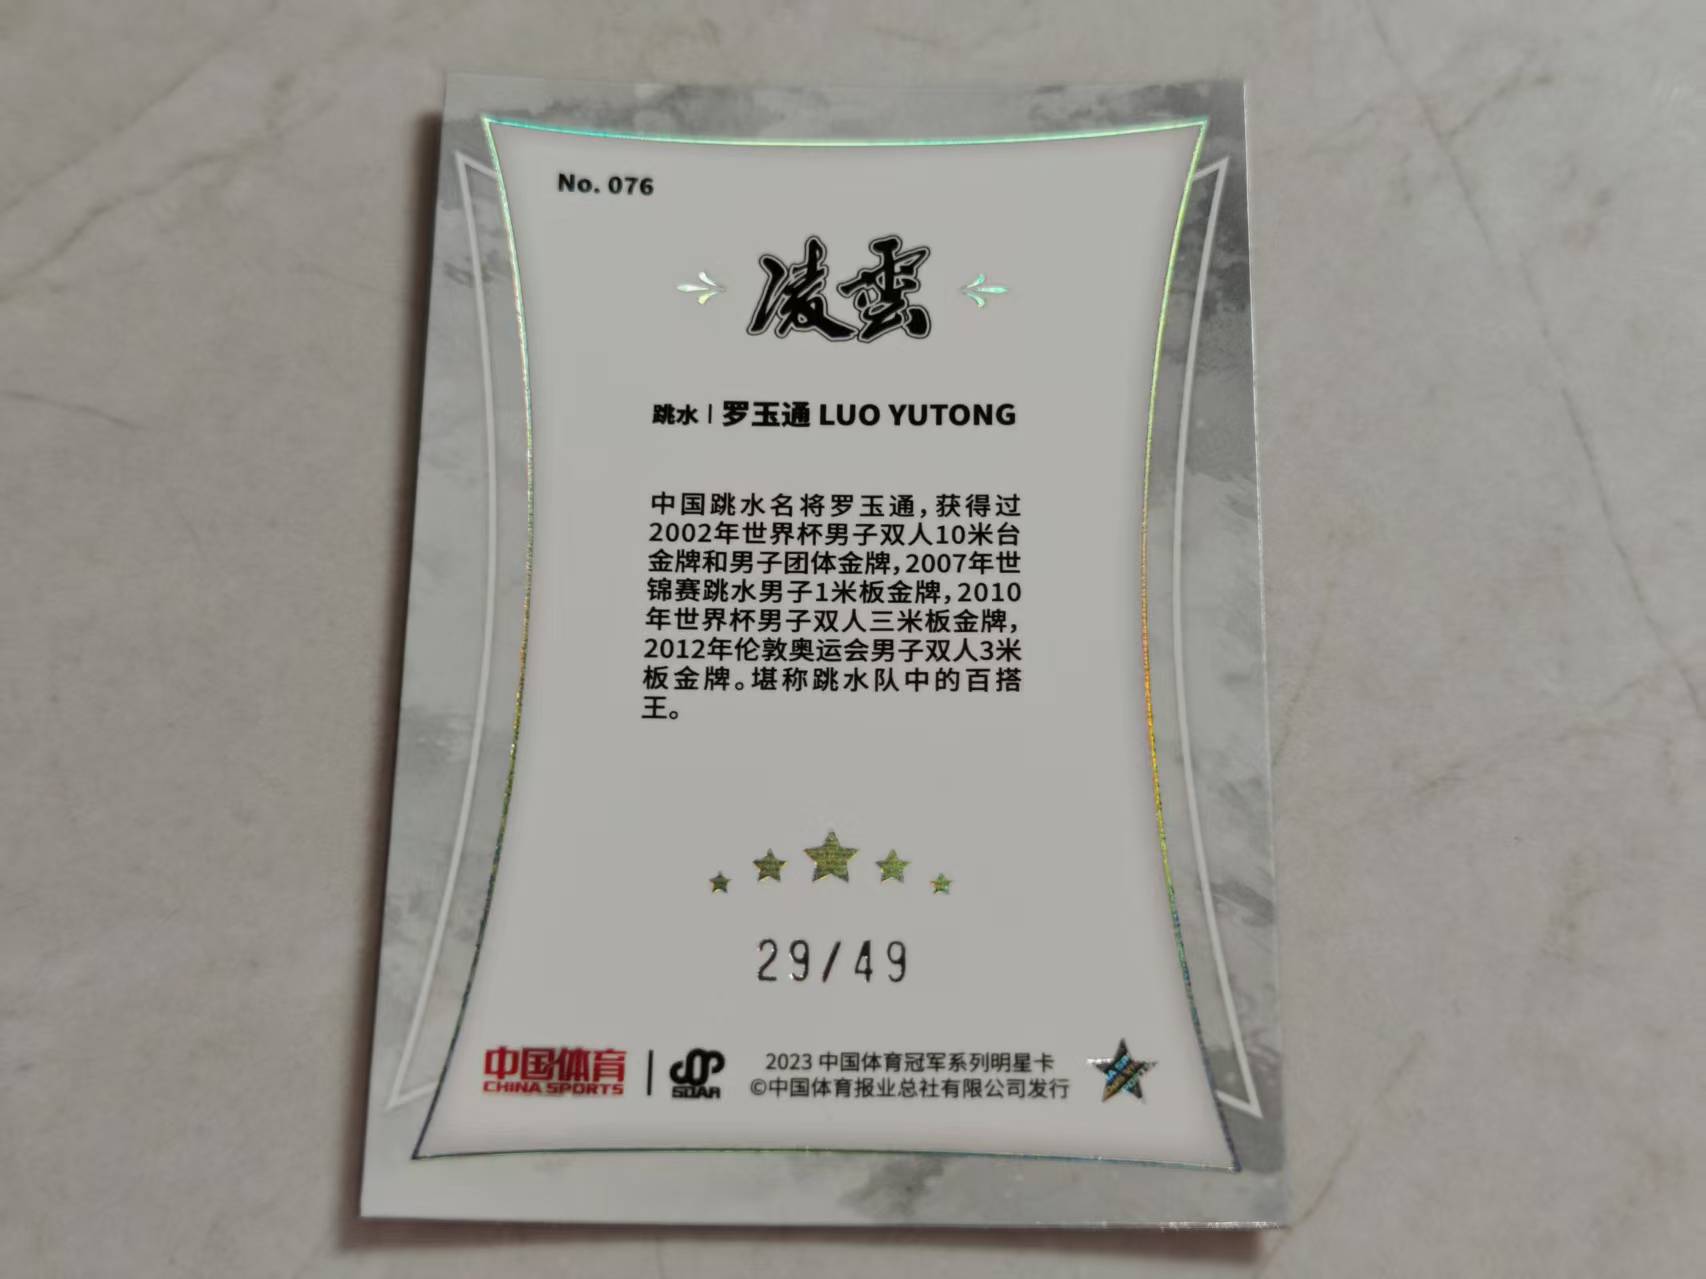 No. 076
凌雲
跳水 | 罗玉通 LUO YUTONG
中国跳水名将罗玉通，获得过
2002年世界杯男子双人10米台
金牌和男子团体金牌，2007年世
锦赛跳水男子1米板金牌，2010
年世界杯男子双人三米板金牌，
2012年伦敦奥运会男子双人3米
板金牌。堪称跳水队中的百搭
王。
29/49
中国体育
CHINA SPORTS
SOAR
2023 中国体育冠军系列明星卡
©中国体育报业总社有限公司发行